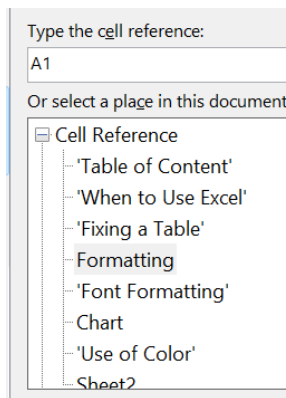 Type the cell reference:
A1
Or select a place in this document
Cell Reference
'Table of Content'
'When to Use Excel'
'Fixing a Table'
Formatting
'Font Formatting'
Chart
'Use of Color'
Sheet2